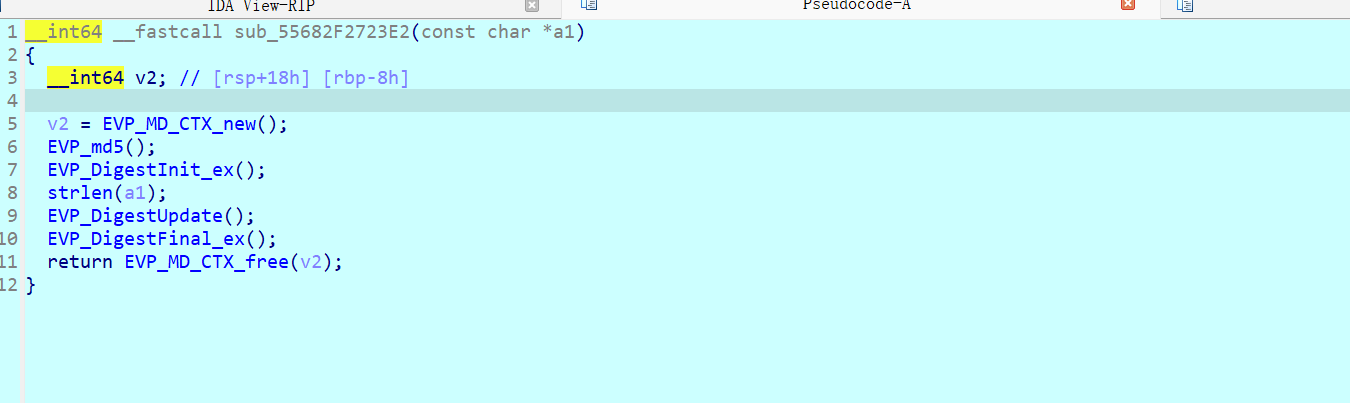 IDA View-RIP
Pseudocode-A
1 __int64 __fastcall sub_55682F2723E2(const char *a1)
2 {
3 __int64 v2; // [rsp+18h] [rbp-8h]
4
5 v2 = EVP_MD_CTX_new();
6 EVP_md5();
7 EVP_DigestInit_ex();
8 strlen(a1);
9 EVP_DigestUpdate();
10 EVP_DigestFinal_ex();
11 return EVP_MD_CTX_free(v2);
12 }